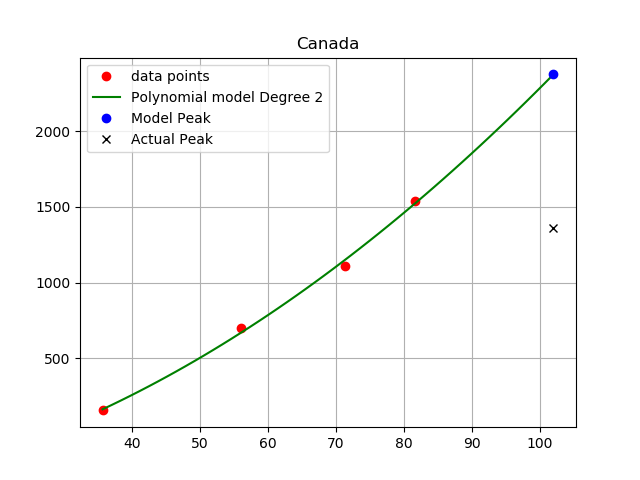 Canada
data points
Polynomial model Degree 2
Model Peak
Actual Peak
2000
1500
1000
500
40 50 60 70 80 90 100